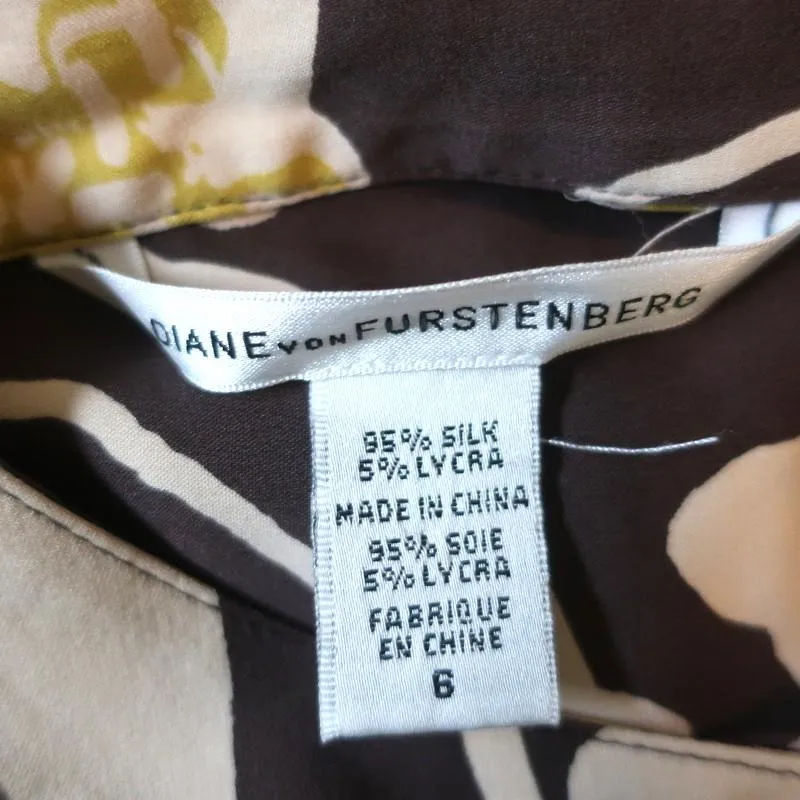 DIANE VON FURSTENBERG
95% SILK
5% LYCRA
MADE IN CHINA
95% SOIE
5% LYCRA
FABRIQUE
EN CHINE
6